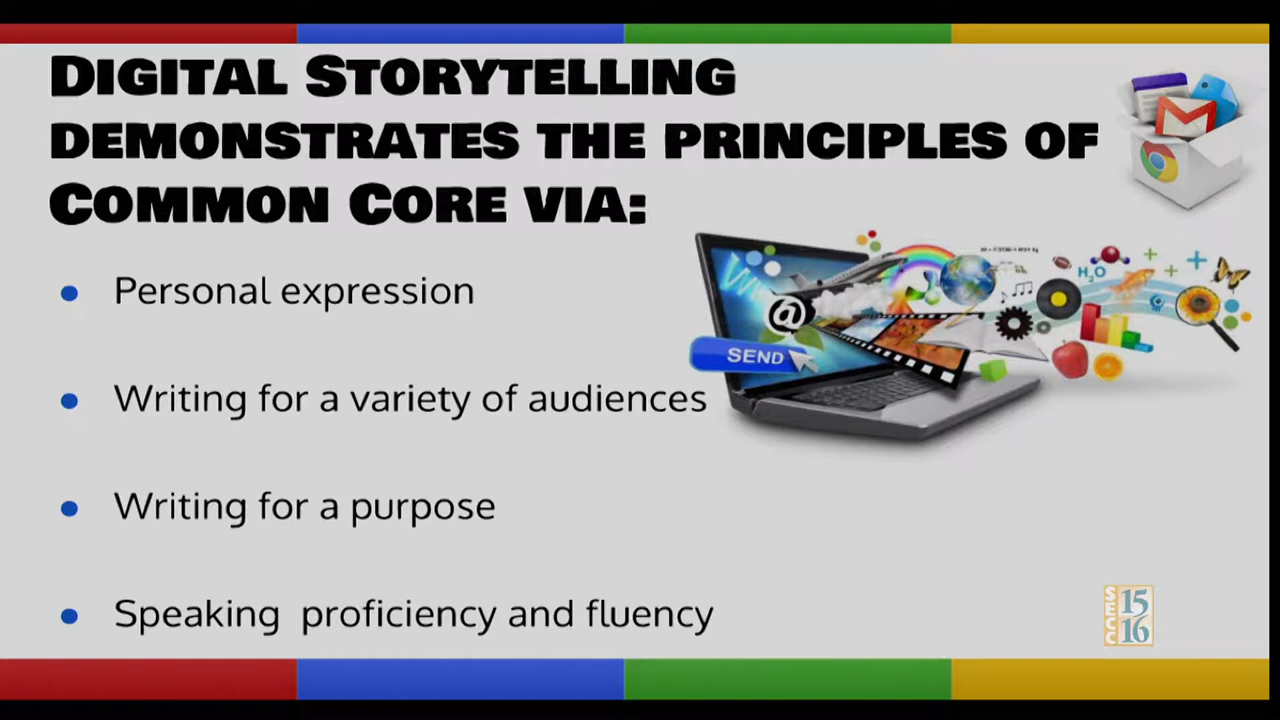 DIGITAL STORYTELLING
DEMONSTRATES THE PRINCIPLES OF
COMMON CORE VIA:
• Personal expression
• Writing for a variety of audiences
• Writing for a purpose
• Speaking proficiency and fluency
@
SEND
H₂O
SECC
15
16